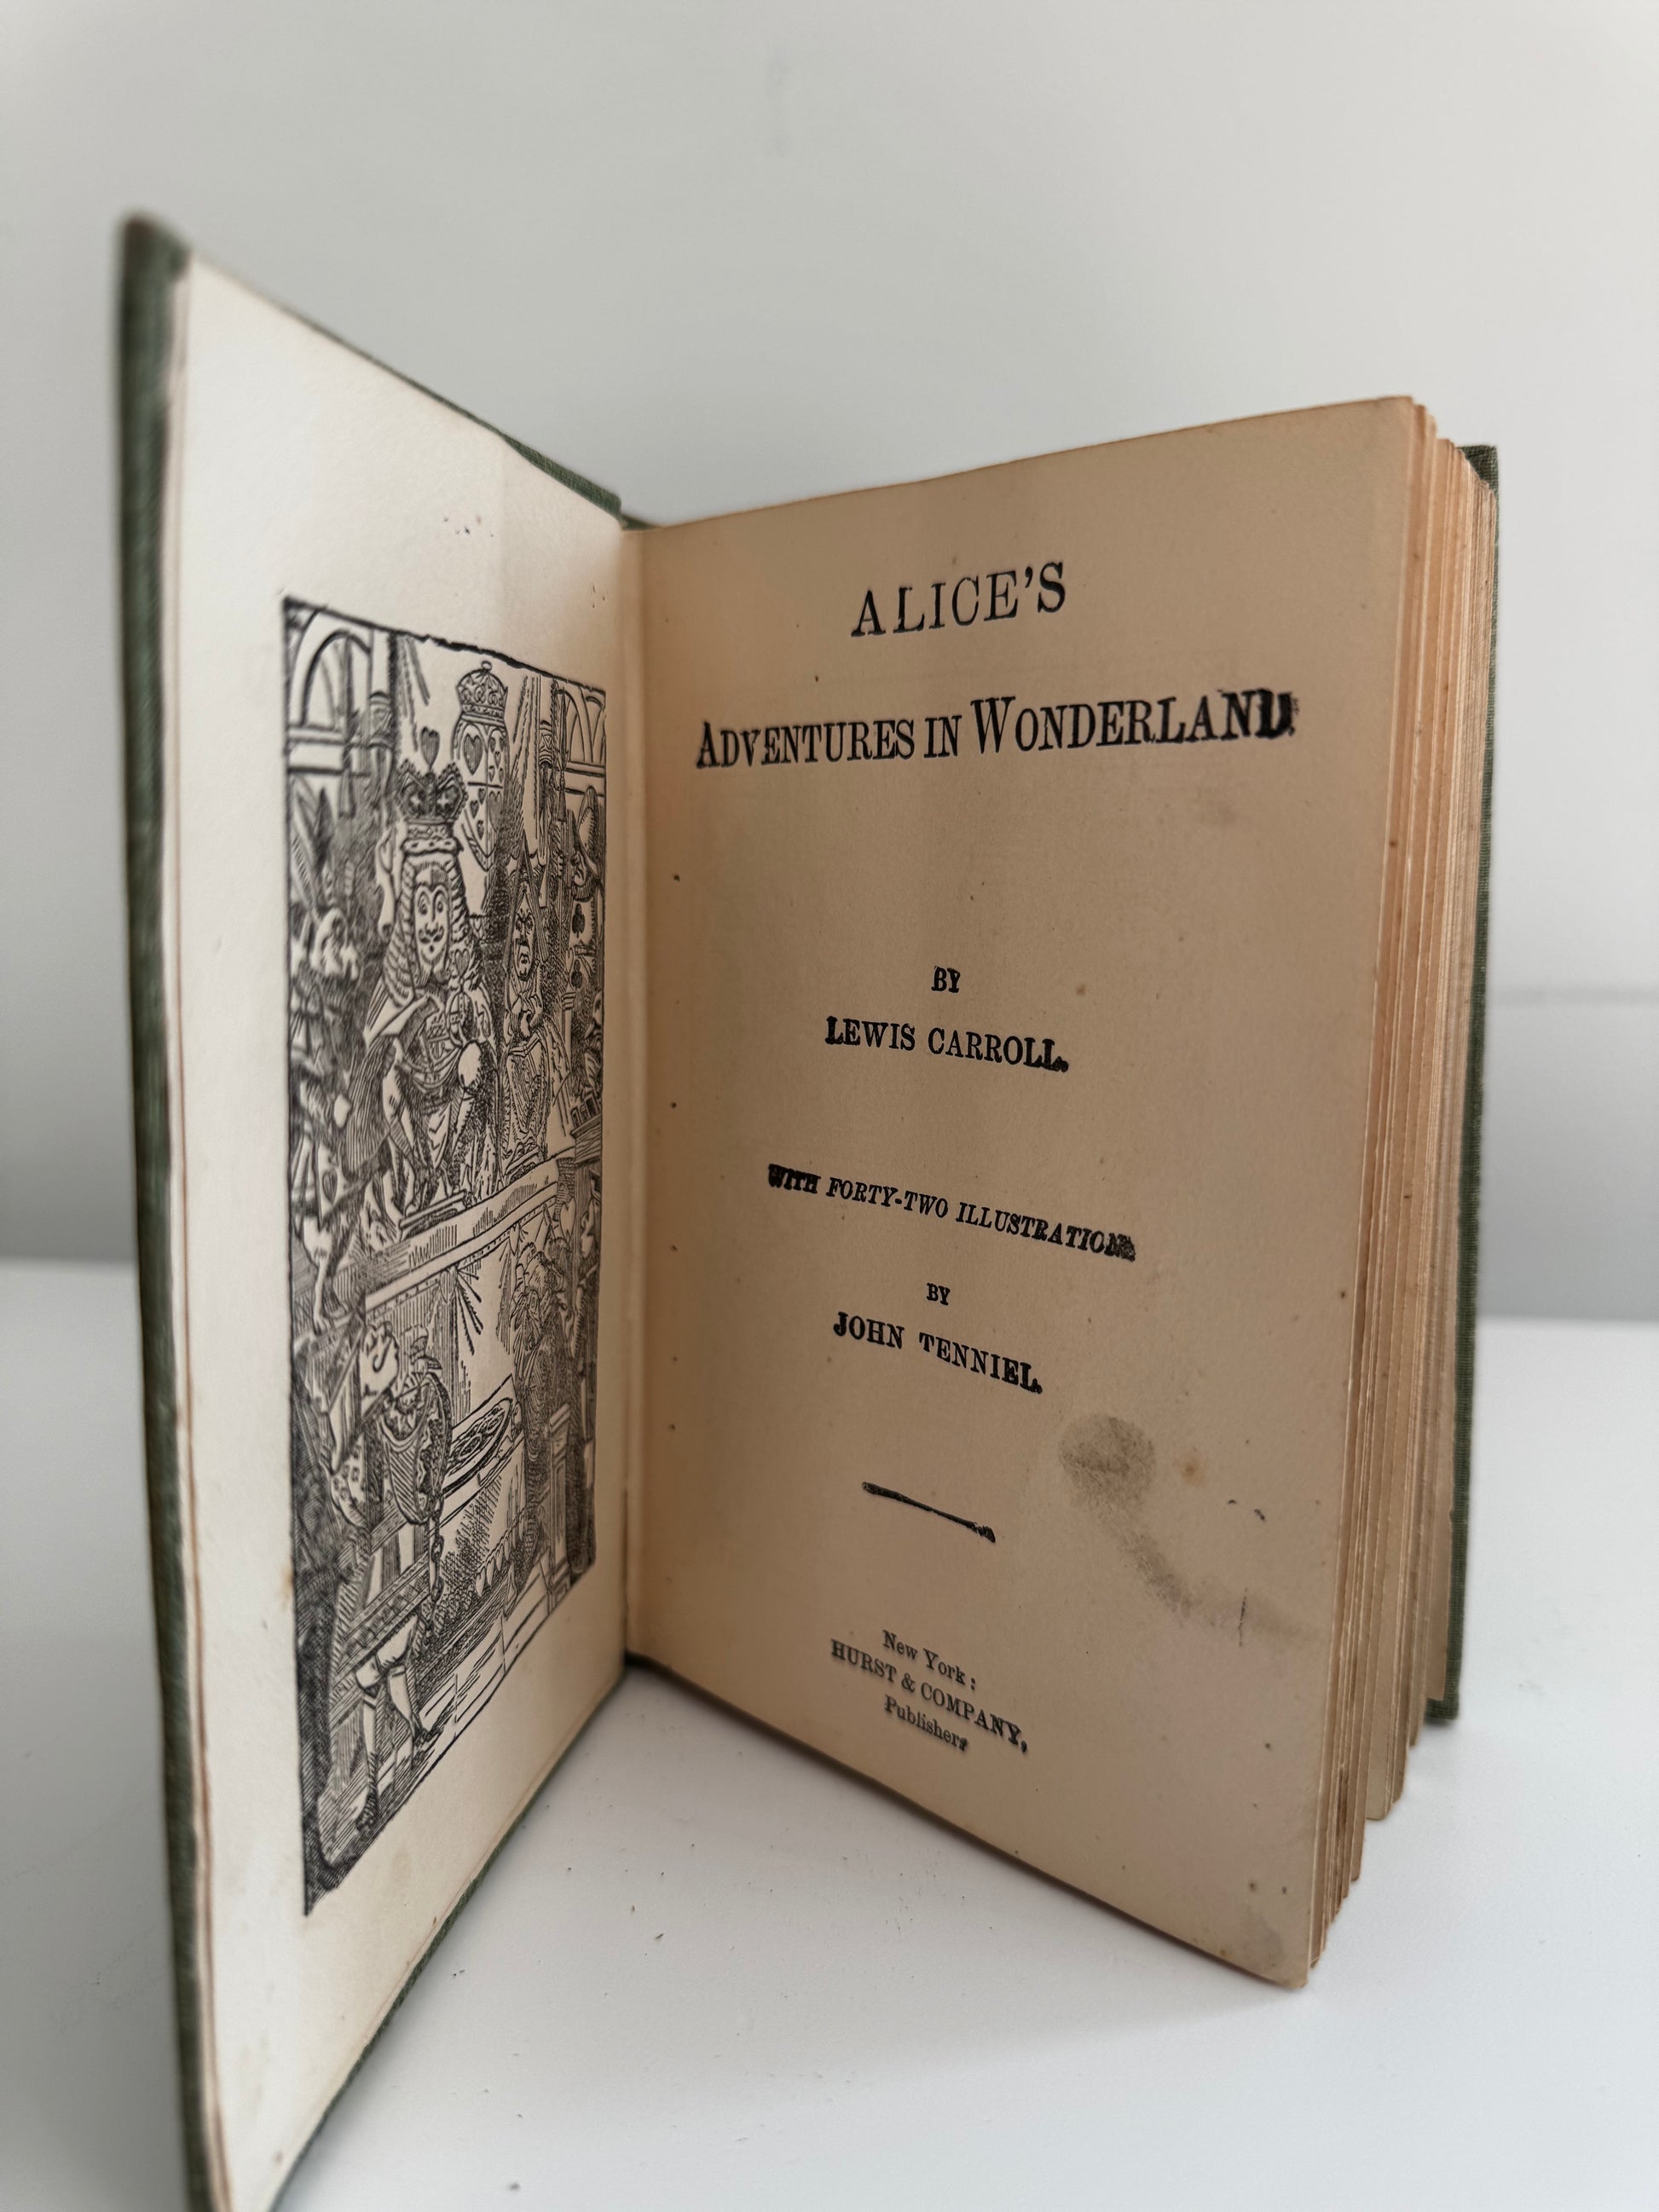 ALICE'S
ADVENTURES IN WONDERLAND.
BY
LEWIS CARROLL.
WITH FORTY-TWO ILLUSTRATIONS
BY
JOHN TENNIEL.
New York:
HURST & COMPANY,
Publishers